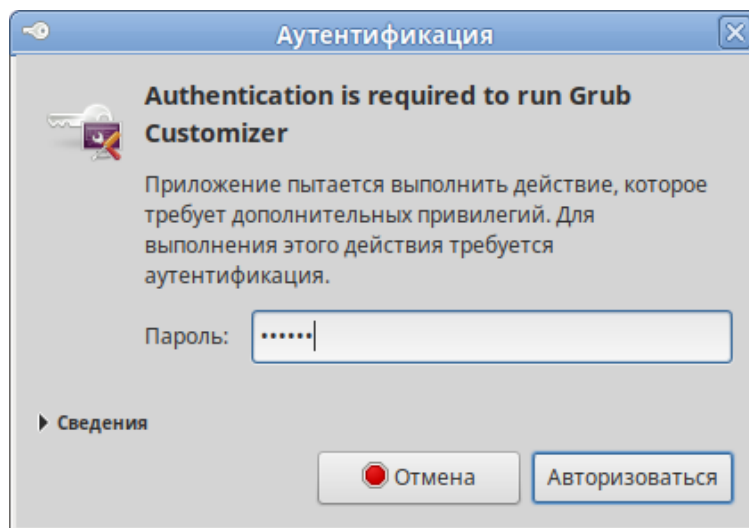 Аутентификация
Authentication is required to run Grub
Customizer
Приложение пытается выполнить действие, которое
требует дополнительных привилегий. Для
выполнения этого действия требуется
аутентификация.
Пароль: ••••••
Сведения
Отмена Авторизоваться